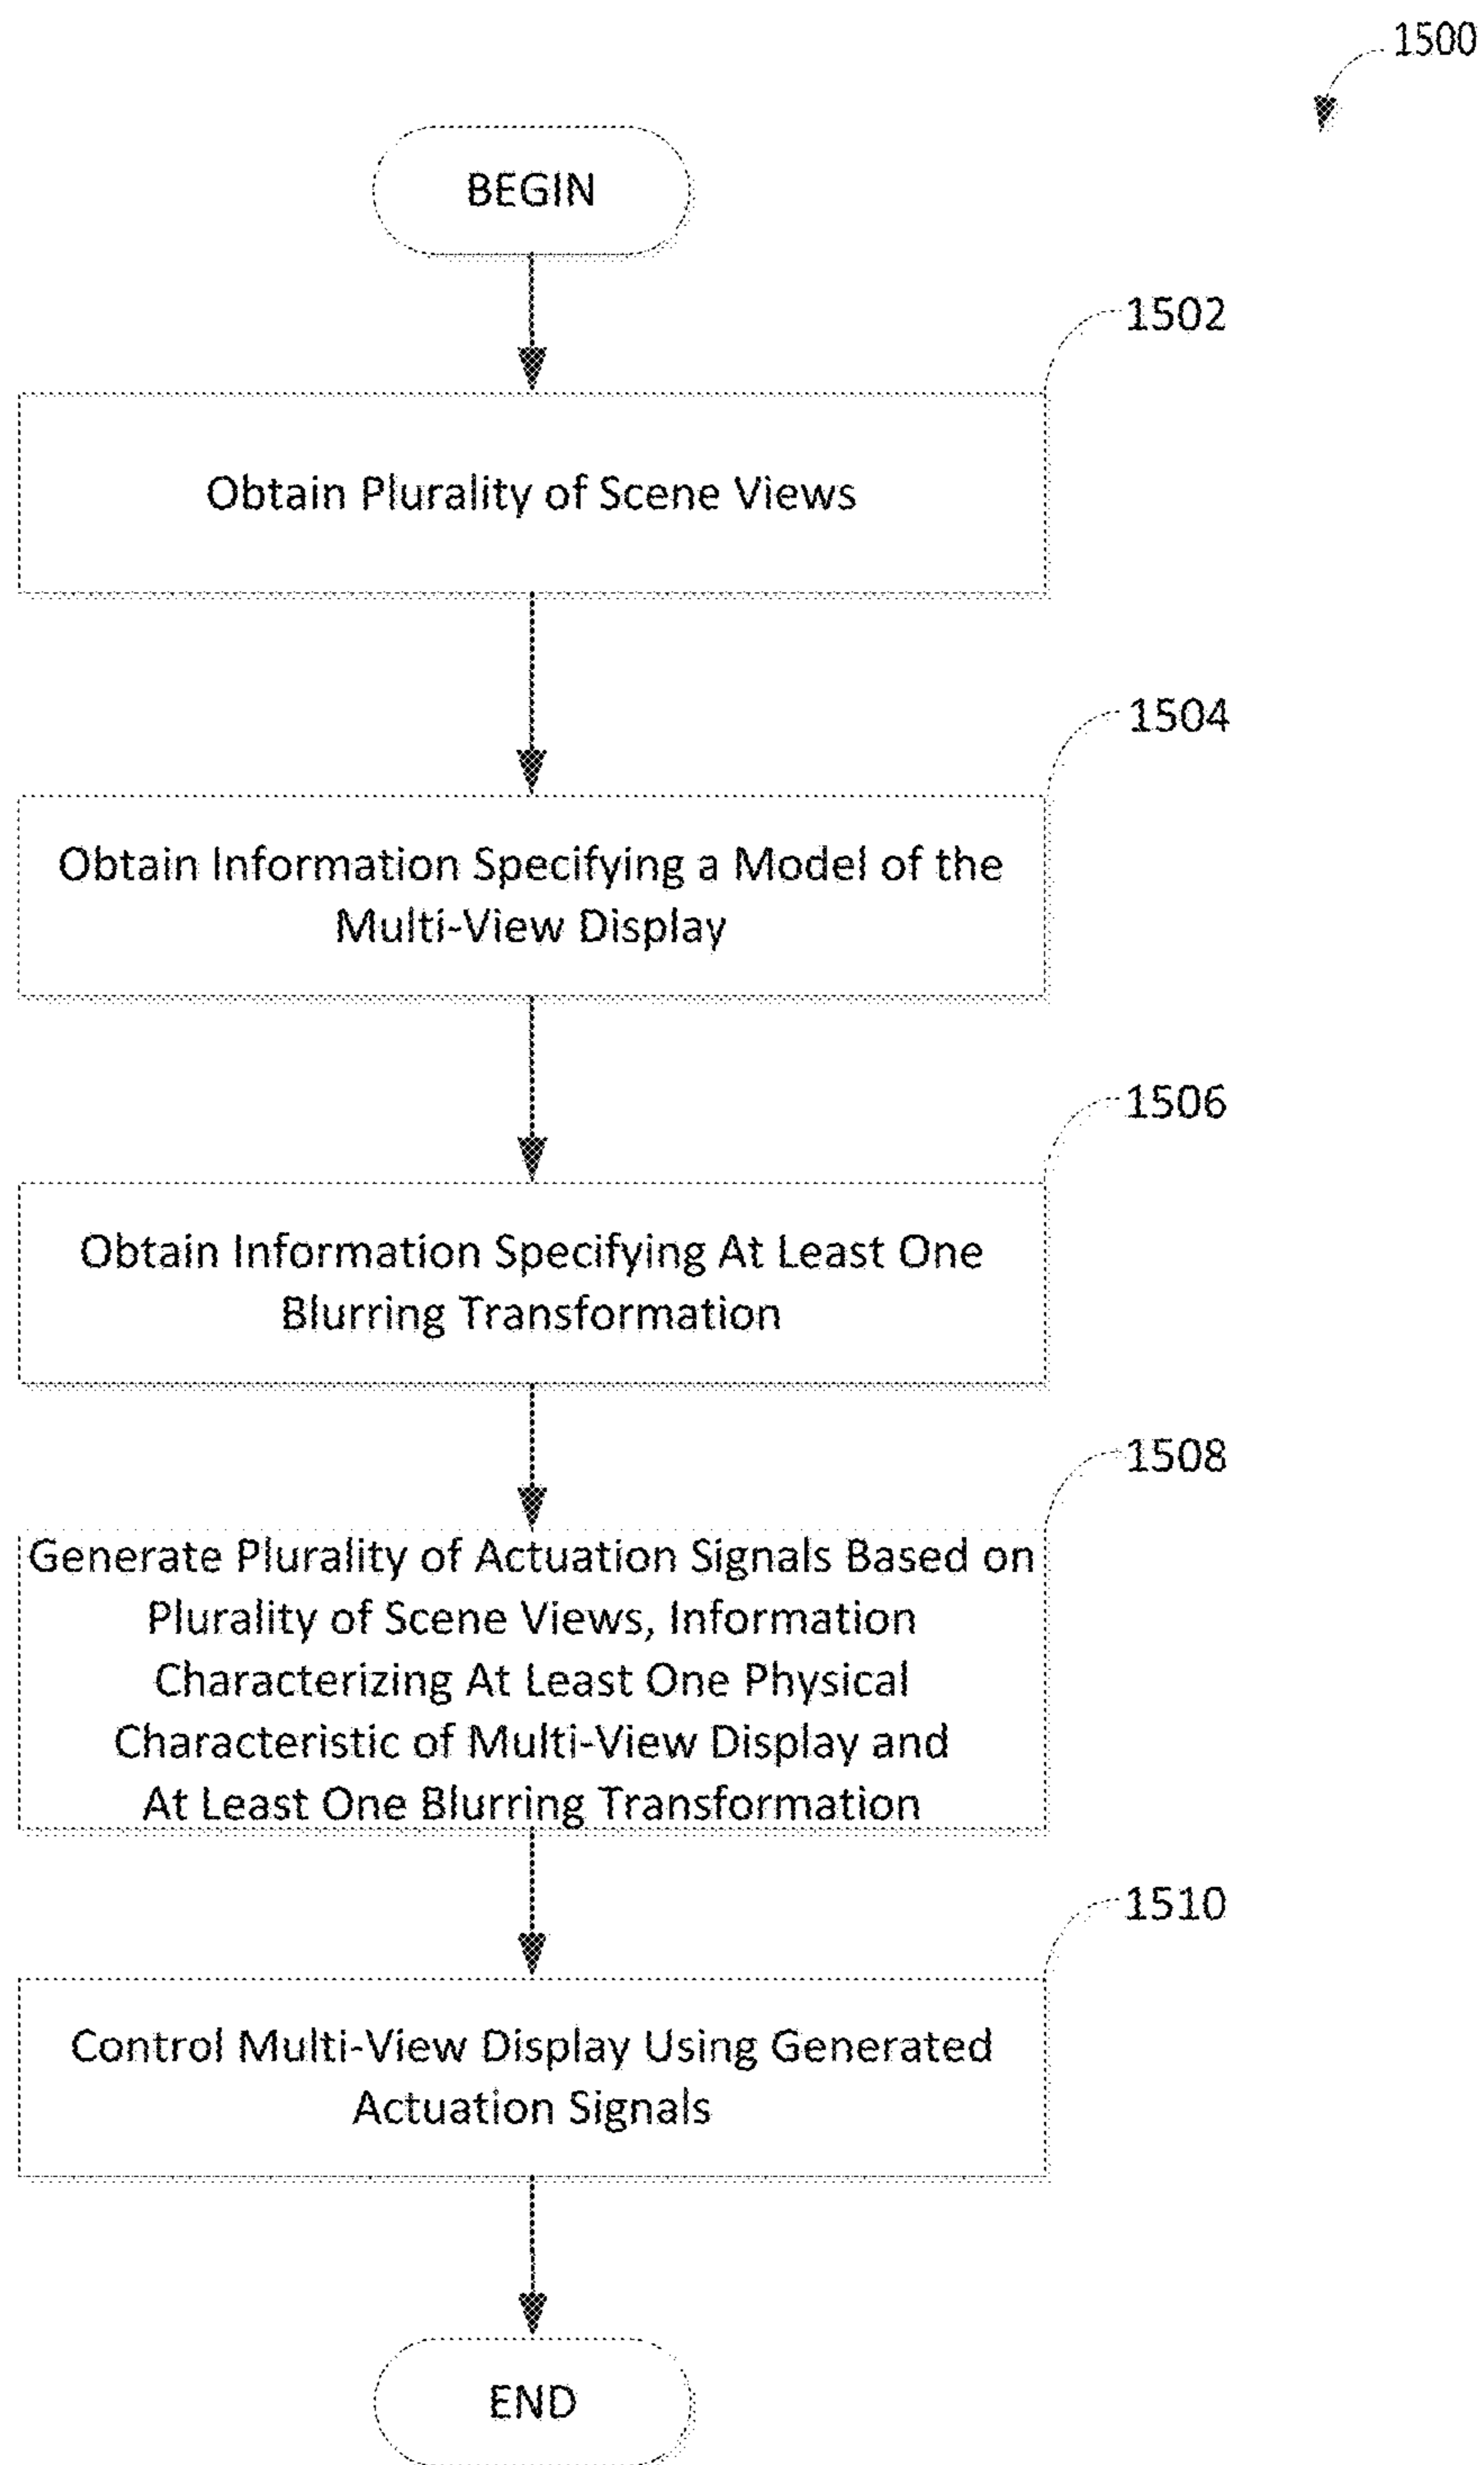 1500
BEGIN
1502
Obtain Plurality of Scene Views
1504
Obtain Information Specifying a Model of the
Multi-View Display
1506
Obtain Information Specifying At Least One
Blurring Transformation
1508
Generate Plurality of Actuation Signals Based on
Plurality of Scene Views, Information
Characterizing At Least One Physical
Characteristic of Multi-View Display and
At Least One Blurring Transformation
1510
Control Multi-View Display Using Generated
Actuation Signals
END